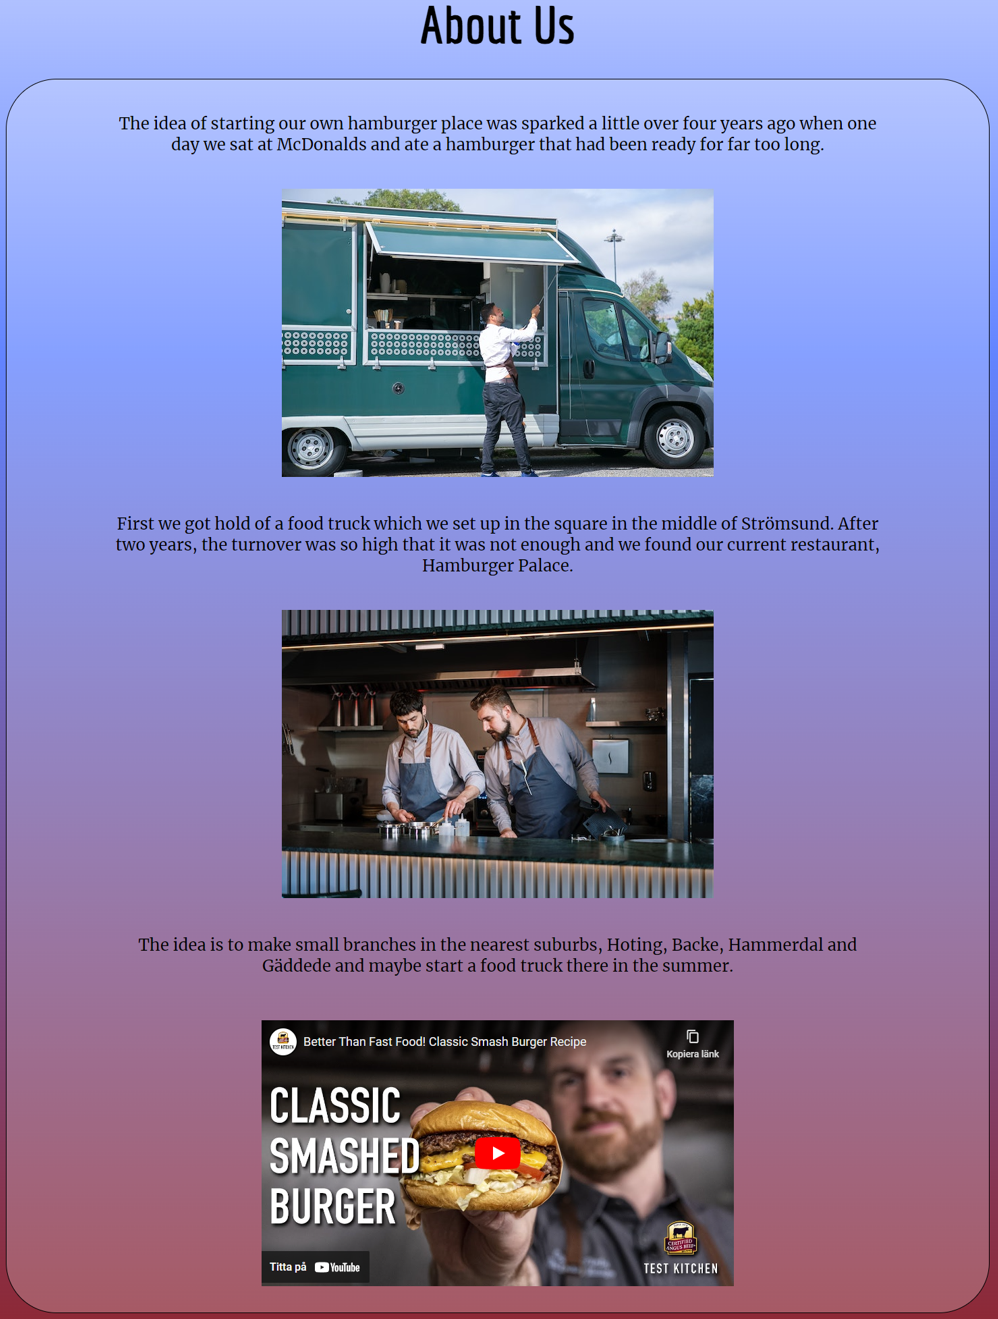 About Us
The idea of starting our own hamburger place was sparked a little over four years ago when one
day we sat at McDonalds and ate a hamburger that had been ready for far too long.
First we got hold of a food truck which we set up in the square in the middle of Strömsund. After
two years, the turnover was so high that it was not enough and we found our current restaurant,
Hamburger Palace.
The idea is to make small branches in the nearest suburbs, Hoting, Backe, Hammerdal and
Gäddede and maybe start a food truck there in the summer.
Better Than Fast Food! Classic Smash Burger Recipe
Kopiera länk
CLASSIC
SMASHED
BURGER
CERTIFIED
ANGUS BEEF
TEST KITCHEN
Titta på YouTube